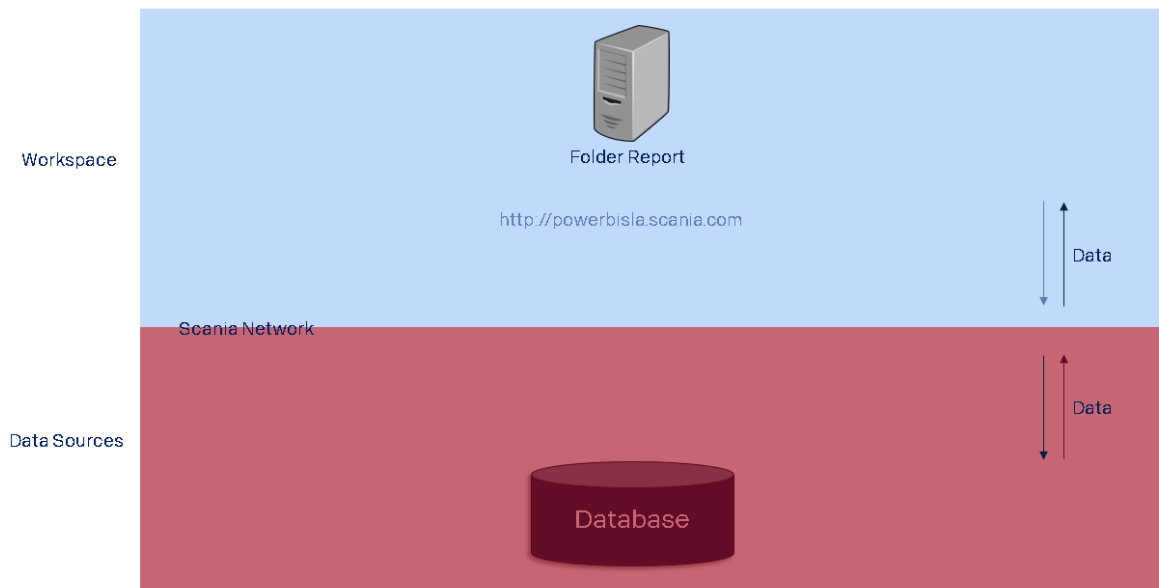 Workspace
Folder Report
http://powerbisla.scania.com
Data
Scania Network
Data
Data Sources
Database